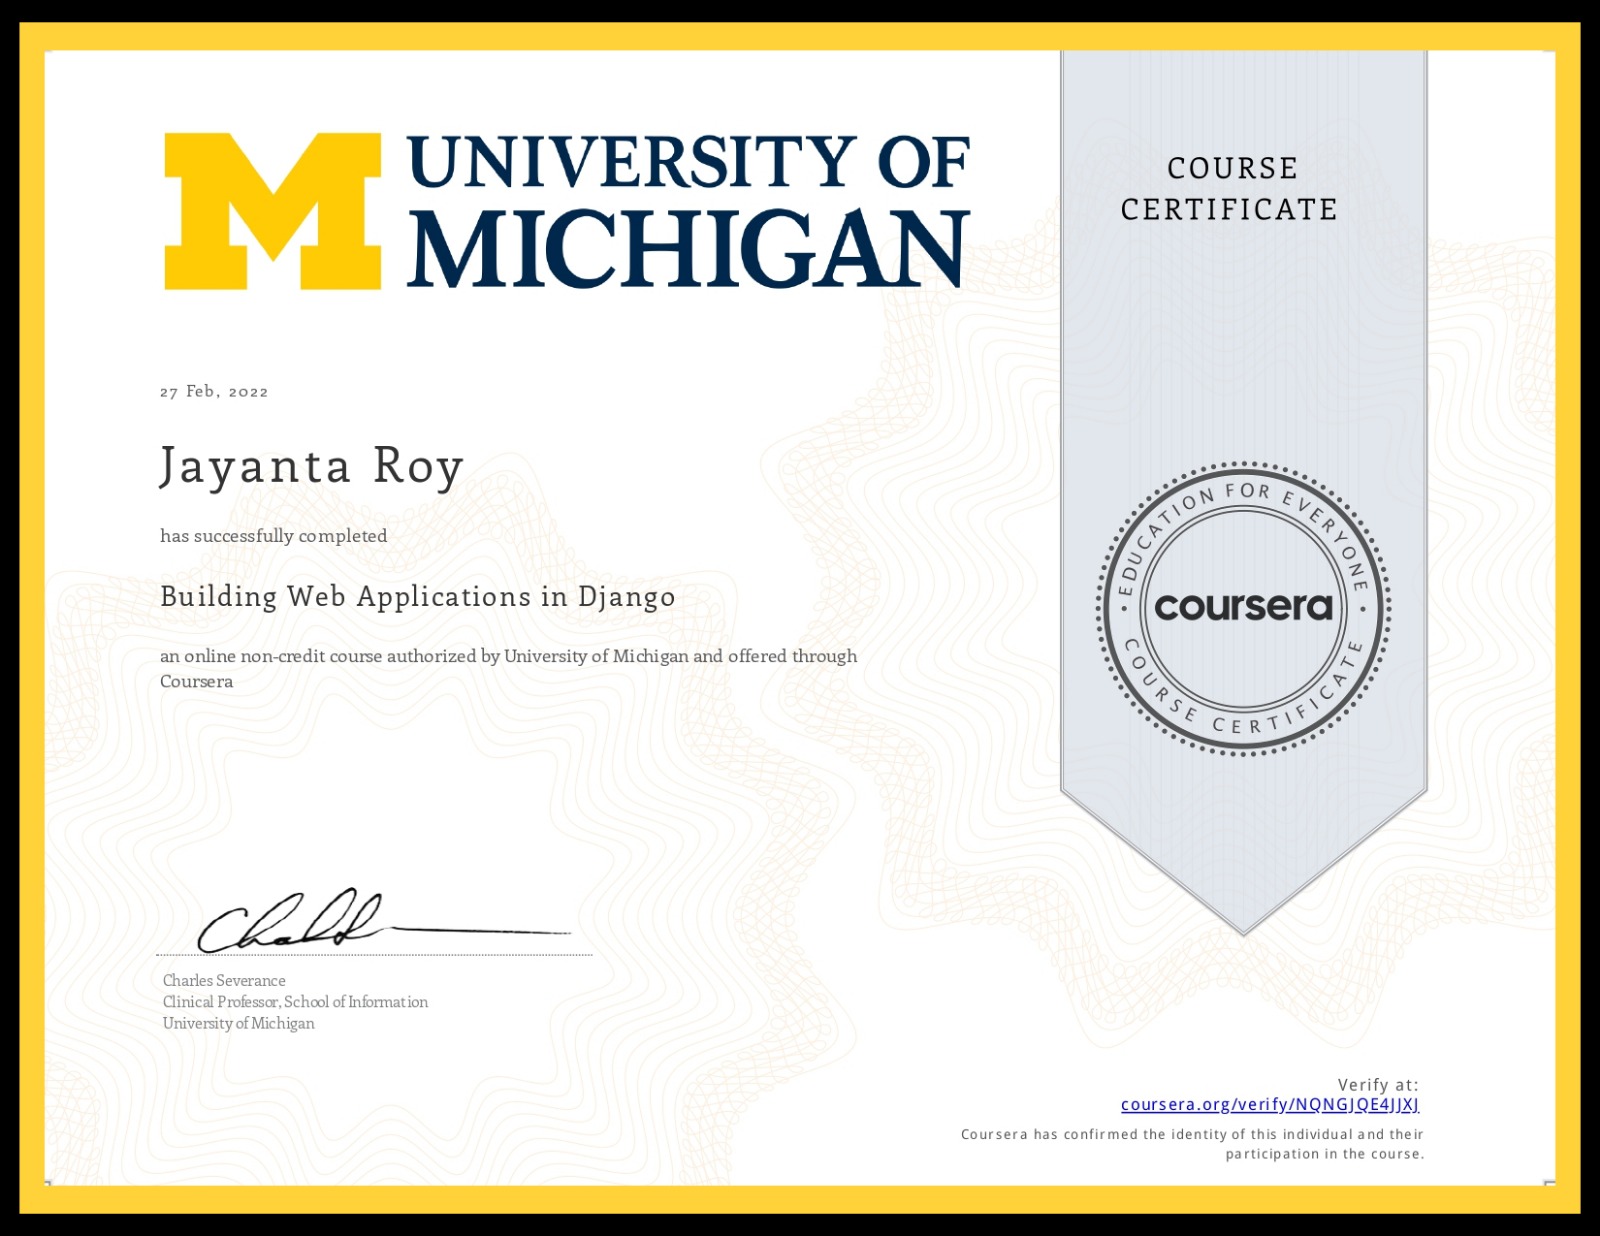 M UNIVERSITY OF
MICHIGAN
COURSE
CERTIFICATE
27 Feb, 2022
Jayanta Roy
has successfully completed
Building Web Applications in Django
an online non-credit course authorized by University of Michigan and offered through
Coursera
EDUCATION FOR EVERYONE
coursera
COURSE CERTIFICATE
Charles Severance
Clinical Professor, School of Information
University of Michigan
Verify at:
coursera.org/verify/NQNGJQE4JJXJ
Coursera has confirmed the identity of this individual and their
participation in the course.